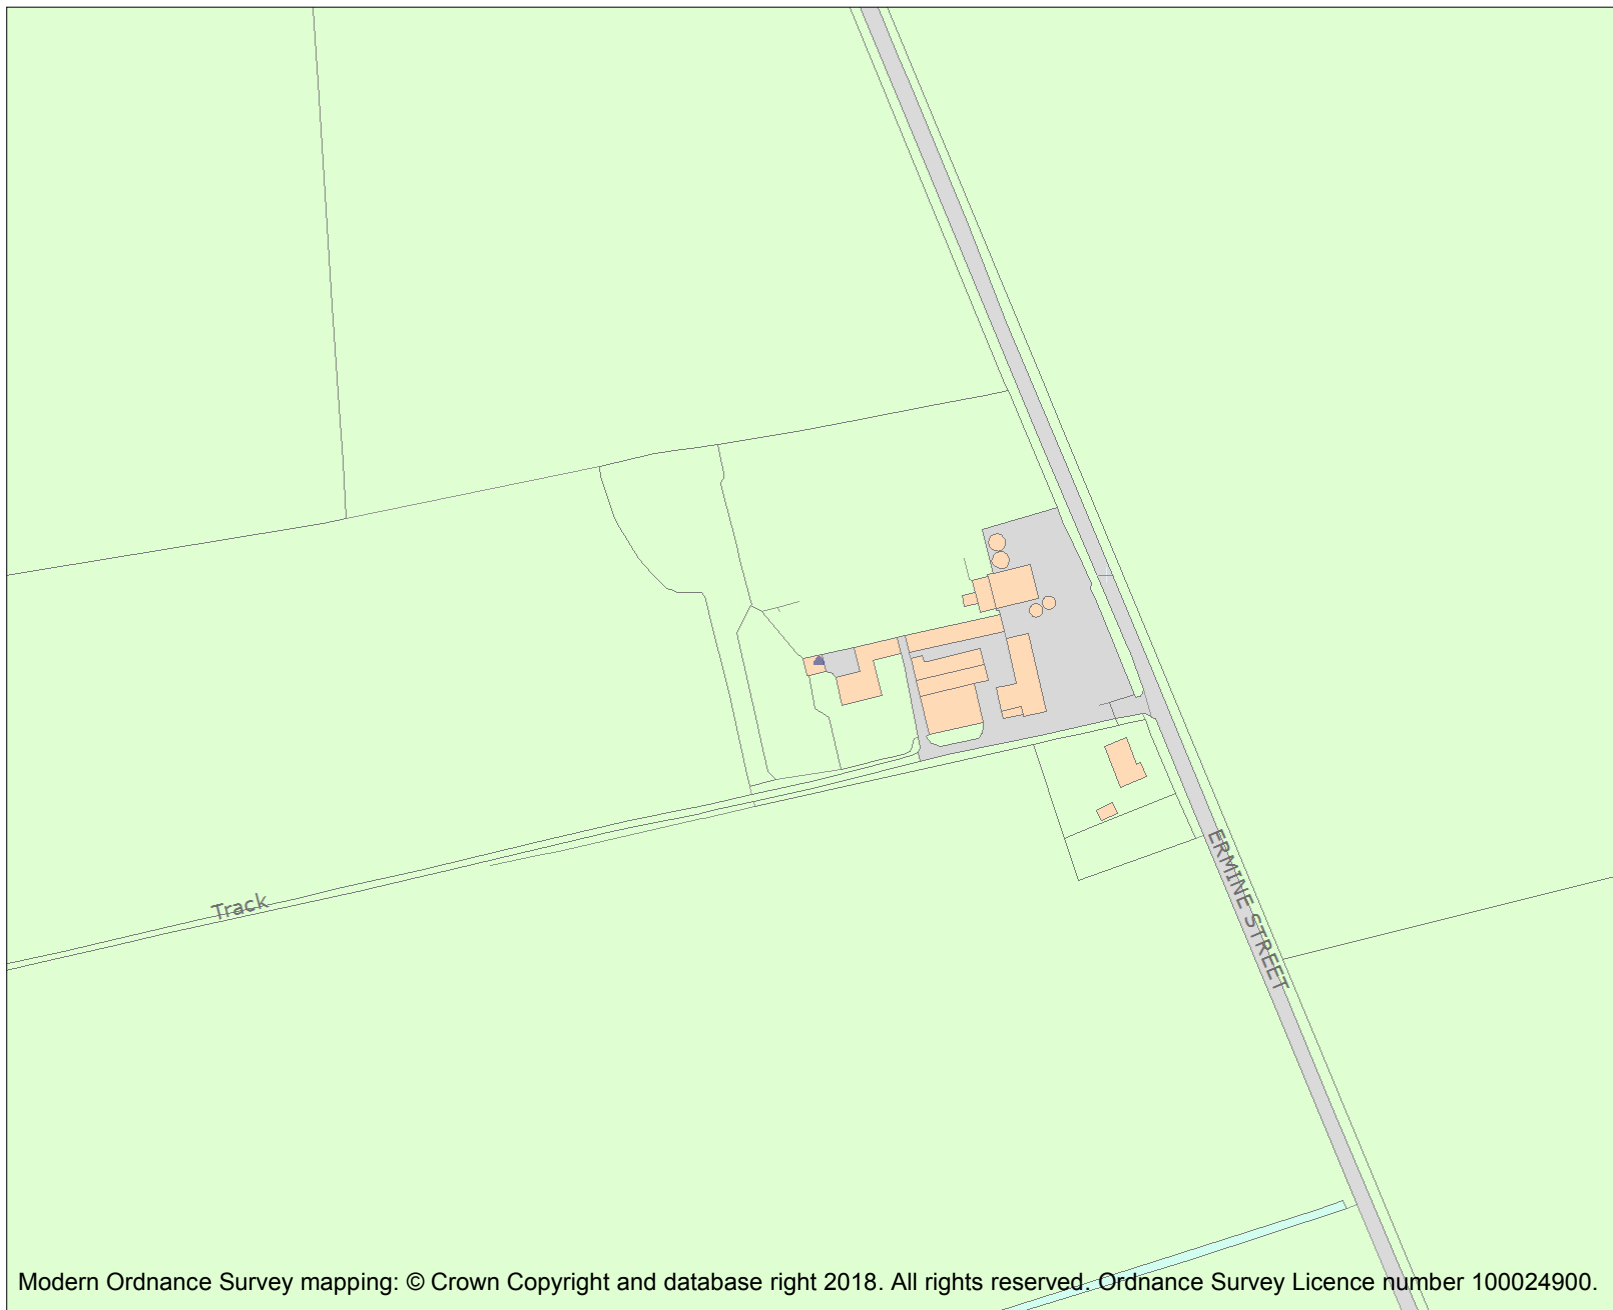 Track
ERMINE STREET
Modern Ordnance Survey mapping: © Crown Copyright and database right 2018. All rights reserved. Ordnance Survey Licence number 100024900.